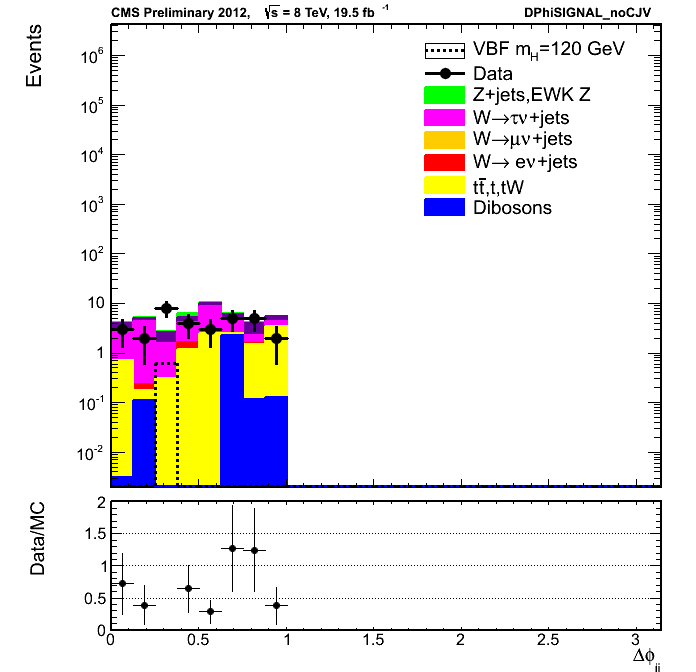 CMS Preliminary 2012, √s = 8 TeV, 19.5 fb⁻¹ DPhiSIGNAL_noCJV
Events
10⁶
10⁵
10⁴
10³
10²
10
1
10⁻¹
10⁻²
VBF m_H=120 GeV
Data
Z+jets,EWK Z
W→τν+jets
W→μν+jets
W→ eν+jets
tt̄,t,tW
Dibosons
Data/MC
2
1.5
1
0.5
0
0 0.5 1 1.5 2 2.5 3
Δϕ_jj